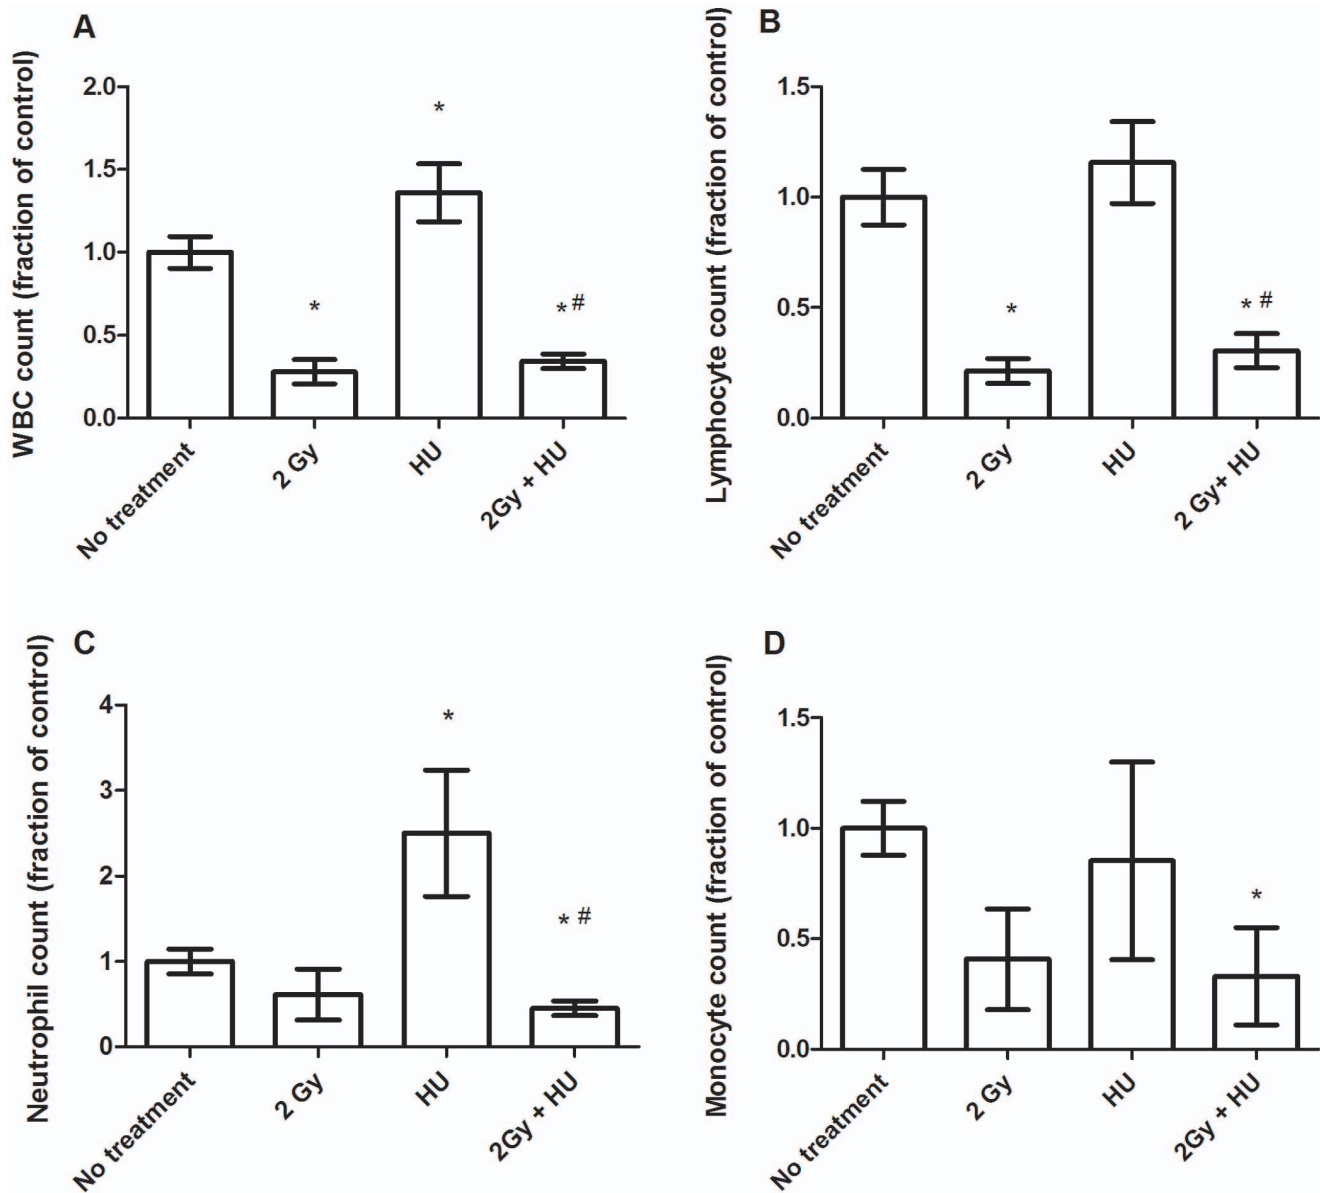 A
WBC count (fraction of control)
2.0
1.5
1.0
0.5
0.0
*
*
* #
No treatment
2 Gy
HU
2Gy + HU
B
Lymphocyte count (fraction of control)
1.5
1.0
0.5
0.0
*
* #
No treatment
2 Gy
HU
2 Gy+ HU
C
Neutrophil count (fraction of control)
4
3
2
1
0
*
* #
No treatment
2 Gy
HU
2Gy + HU
D
Monocyte count (fraction of control)
1.5
1.0
0.5
0.0
*
No treatment
2 Gy
HU
2Gy + HU